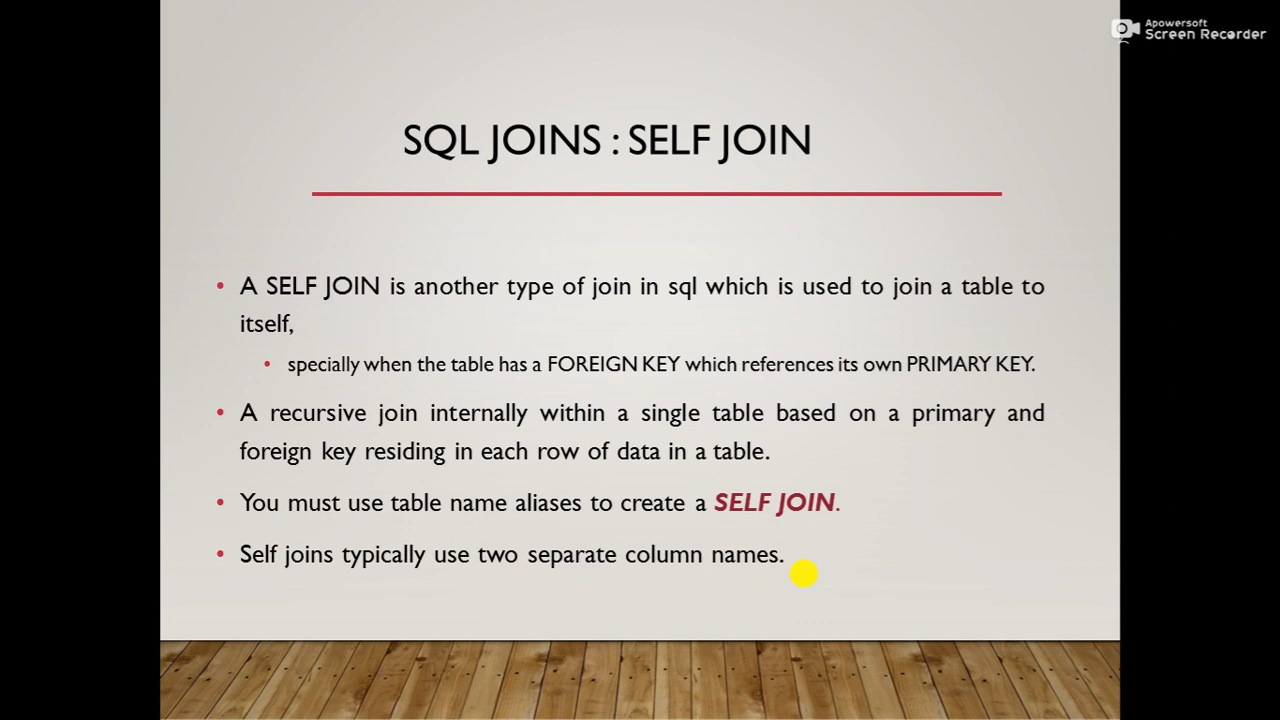 Apowersoft
Screen Recorder
SQL JOINS : SELF JOIN
• A SELF JOIN is another type of join in sql which is used to join a table to
itself,
• specially when the table has a FOREIGN KEY which references its own PRIMARY KEY.
• A recursive join internally within a single table based on a primary and
foreign key residing in each row of data in a table.
• You must use table name aliases to create a SELF JOIN.
• Self joins typically use two separate column names.